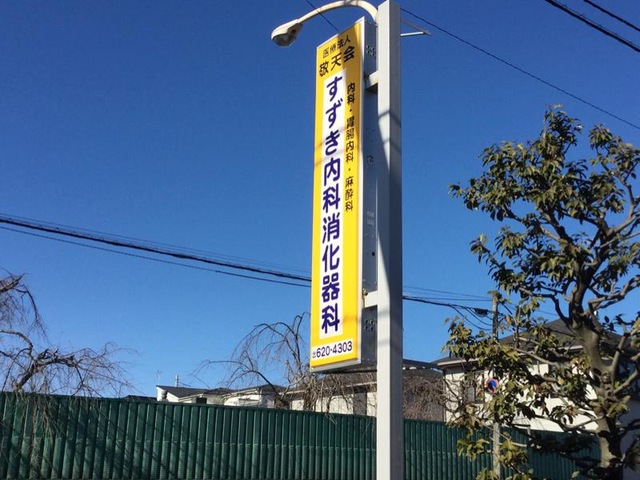 医療法人
敬天会
内科・胃腸内科・麻酔科
すずき内科消化器科
☎620-4303